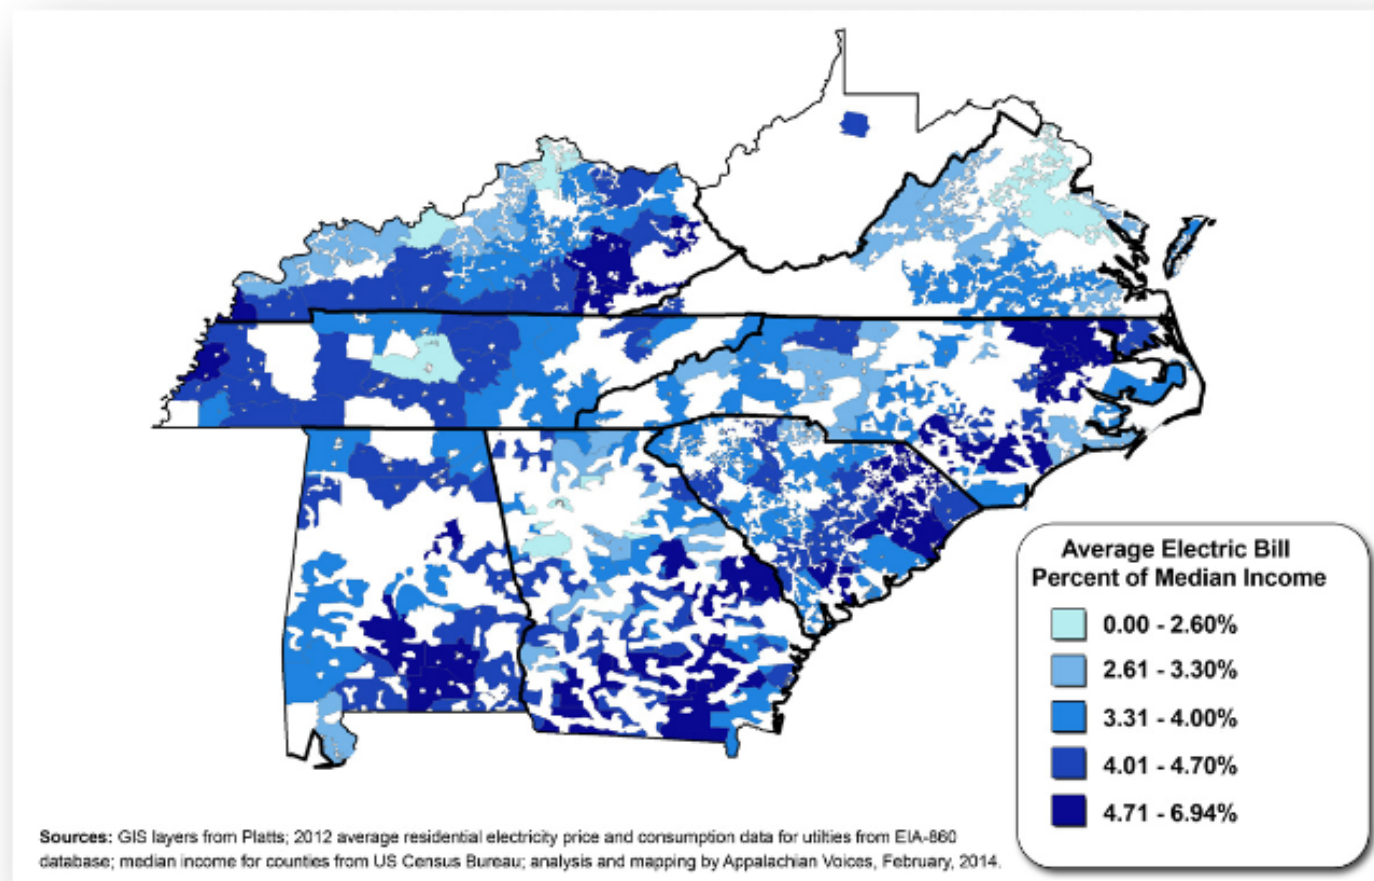 Average Electric Bill
Percent of Median Income
0.00 - 2.60%
2.61 - 3.30%
3.31 - 4.00%
4.01 - 4.70%
4.71 - 6.94%
Sources: GIS layers from Platts; 2012 average residential electricity price and consumption data for utilties from EIA-860
database; median income for counties from US Census Bureau; analysis and mapping by Appalachian Voices, February, 2014.